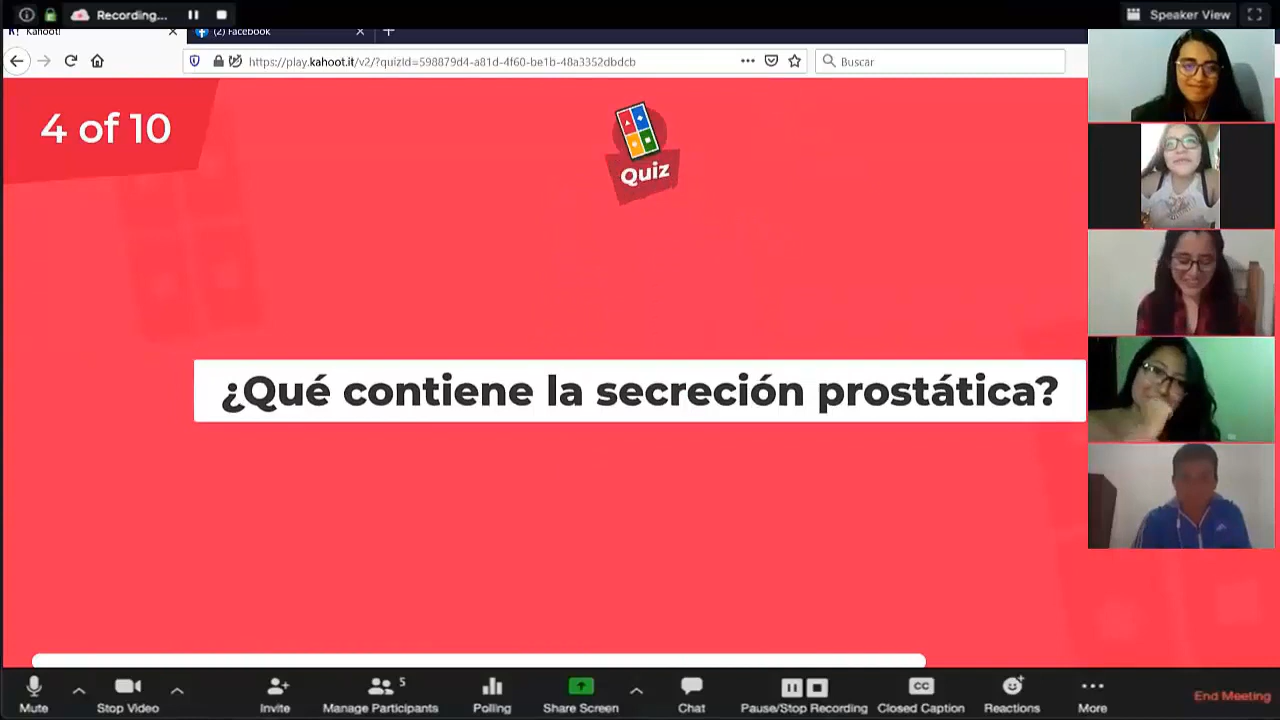 Recording...
Speaker View
Kahoot!
(2) Facebook
https://play.kahoot.it/v2/?quizId=598879d4-a81d-4f60-be1b-48a3352dbdcb
Buscar
4 of 10
Quiz
¿Qué contiene la secreción prostática?
Mute
Stop Video
Invite
5
Manage Participants
Polling
Share Screen
Chat
Pause/Stop Recording
CC
Closed Caption
Reactions
More
End Meeting